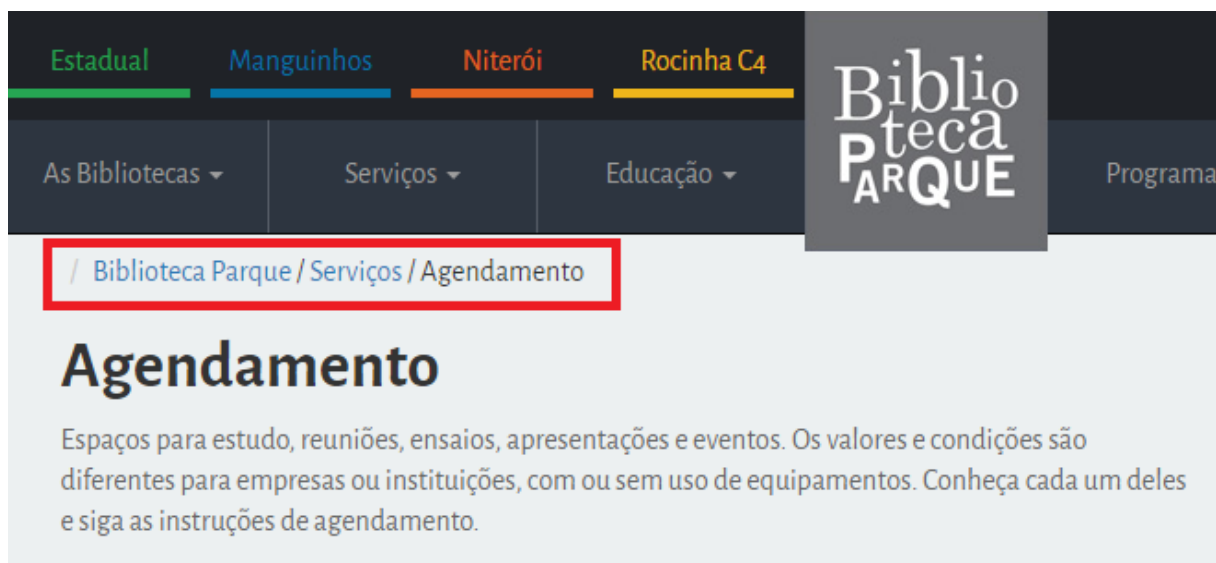 Estadual Manguinhos Niterói Rocinha C4
Biblio
teca
PARQUE
As Bibliotecas Serviços Educação Programa
/ Biblioteca Parque / Serviços / Agendamento
Agendamento
Espaços para estudo, reuniões, ensaios, apresentações e eventos. Os valores e condições são
diferentes para empresas ou instituições, com ou sem uso de equipamentos. Conheça cada um deles
e siga as instruções de agendamento.